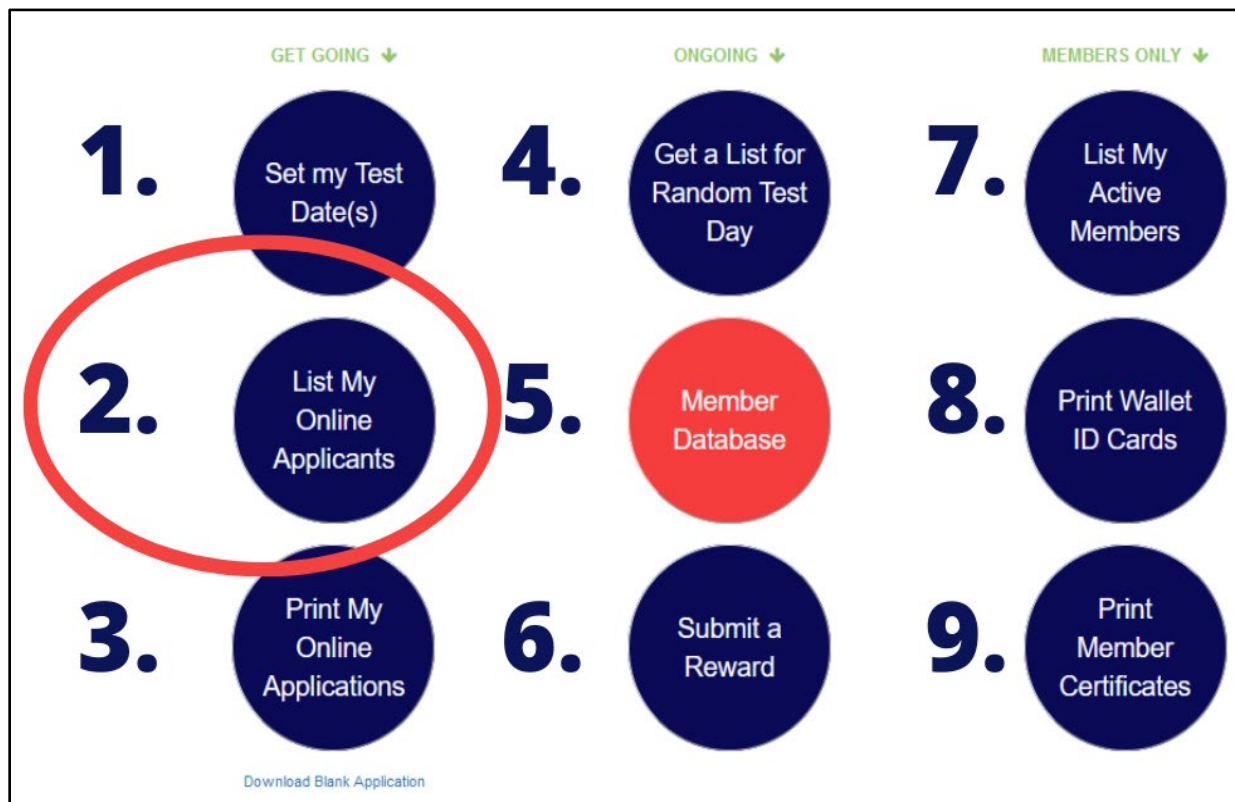 GET GOING
1.
Set my Test
Date(s)
2.
List My
Online
Applicants
3.
Print My
Online
Applications
Download Blank Application
ONGOING
4.
Get a List for
Random Test
Day
5.
Member
Database
6.
Submit a
Reward
MEMBERS ONLY
7.
List My
Active
Members
8.
Print Wallet
ID Cards
9.
Print
Member
Certificates